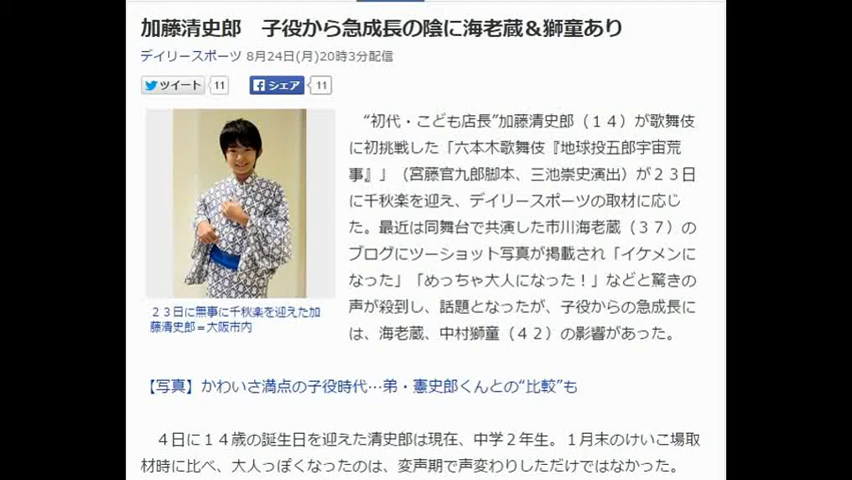 加藤清史郎　子役から急成長の陰に海老蔵＆獅童あり
デイリースポーツ 8月24日(月)20時3分配信
ツイート 11 シェア 11
“初代・こども店長”加藤清史郎（１４）が歌舞伎
に初挑戦した「六本木歌舞伎『地球投五郎宇宙荒
事』」（宮藤官九郎脚本、三池崇史演出）が２３日
に千秋楽を迎え、デイリースポーツの取材に応じ
た。最近は同舞台で共演した市川海老蔵（３７）の
ブログにツーショット写真が掲載され「イケメンに
なった」「めっちゃ大人になった！」などと驚きの
声が殺到し、話題となったが、子役からの急成長に
は、海老蔵、中村獅童（４２）の影響があった。
２３日に無事に千秋楽を迎えた加
藤清史郎＝大阪市内
【写真】かわいさ満点の子役時代…弟・憲史郎くんとの“比較”も
４日に１４歳の誕生日を迎えた清史郎は現在、中学２年生。１月末のけいこ場取
材時に比べ、大人っぽくなったのは、変声期で声変わりしただけではなかった。